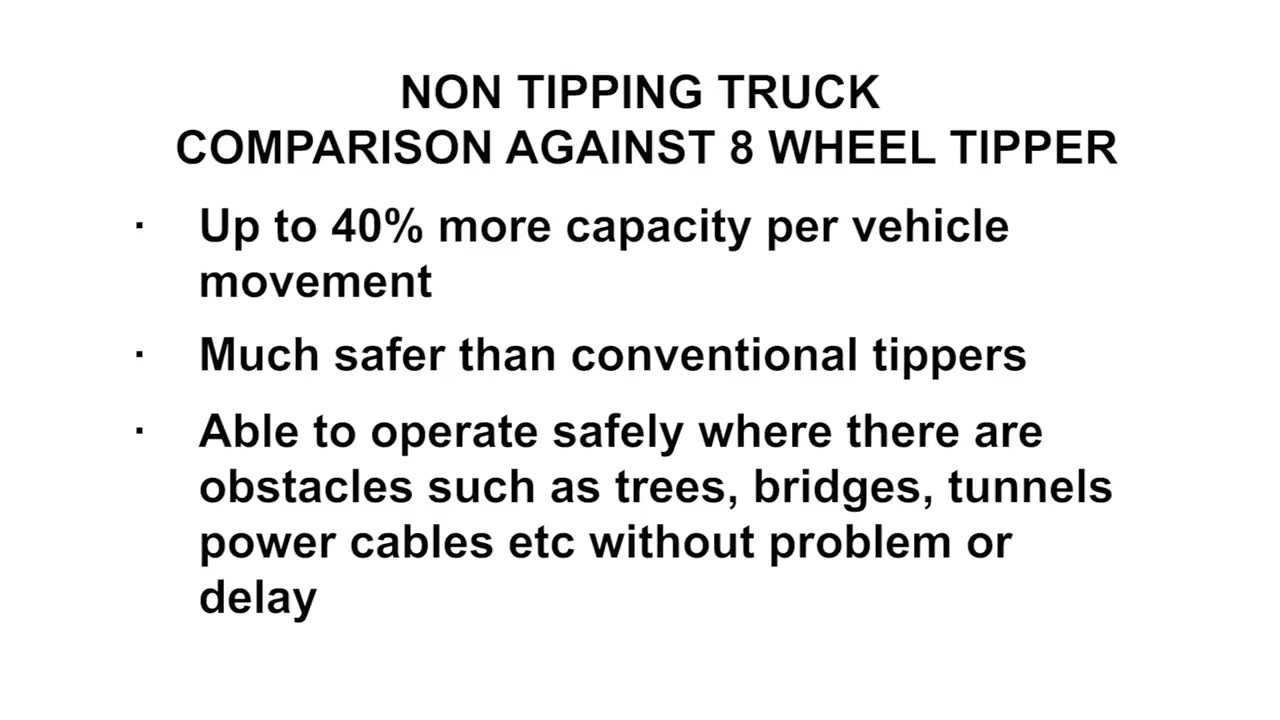 NON TIPPING TRUCK
COMPARISON AGAINST 8 WHEEL TIPPER
· Up to 40% more capacity per vehicle
movement
· Much safer than conventional tippers
· Able to operate safely where there are
obstacles such as trees, bridges, tunnels
power cables etc without problem or
delay